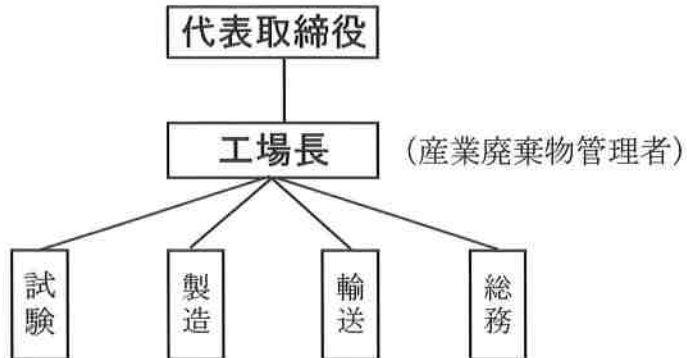 代表取締役
工場長 （産業廃棄物管理者）
試験
製造
輸送
総務